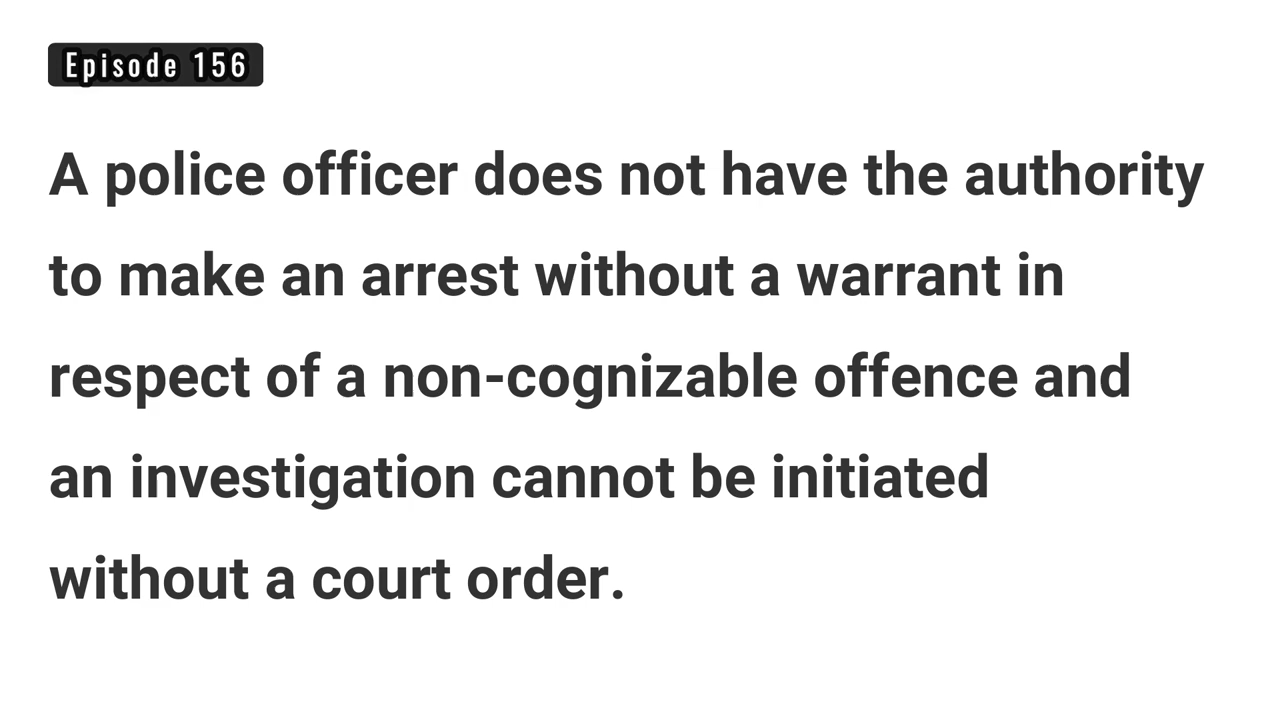 Episode 156
A police officer does not have the authority
to make an arrest without a warrant in
respect of a non-cognizable offence and
an investigation cannot be initiated
without a court order.